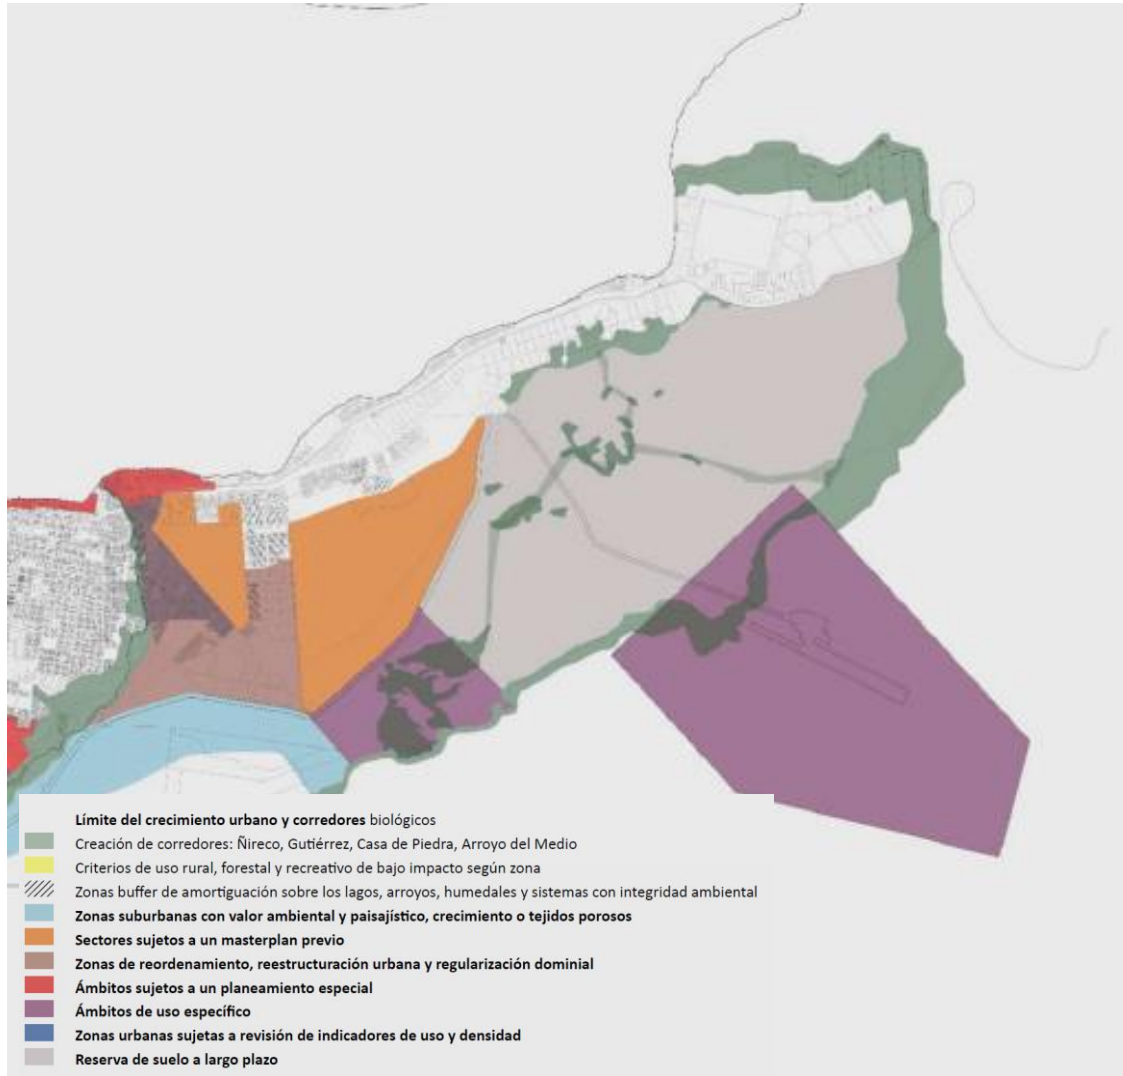 Límite del crecimiento urbano y corredores biológicos
Creación de corredores: Ñireco, Gutiérrez, Casa de Piedra, Arroyo del Medio
Criterios de uso rural, forestal y recreativo de bajo impacto según zona
Zonas buffer de amortiguación sobre los lagos, arroyos, humedales y sistemas con integridad ambiental
Zonas suburbanas con valor ambiental y paisajístico, crecimiento o tejidos porosos
Sectores sujetos a un masterplan previo
Zonas de reordenamiento, reestructuración urbana y regularización dominial
Ámbitos sujetos a un planeamiento especial
Ámbitos de uso específico
Zonas urbanas sujetas a revisión de indicadores de uso y densidad
Reserva de suelo a largo plazo